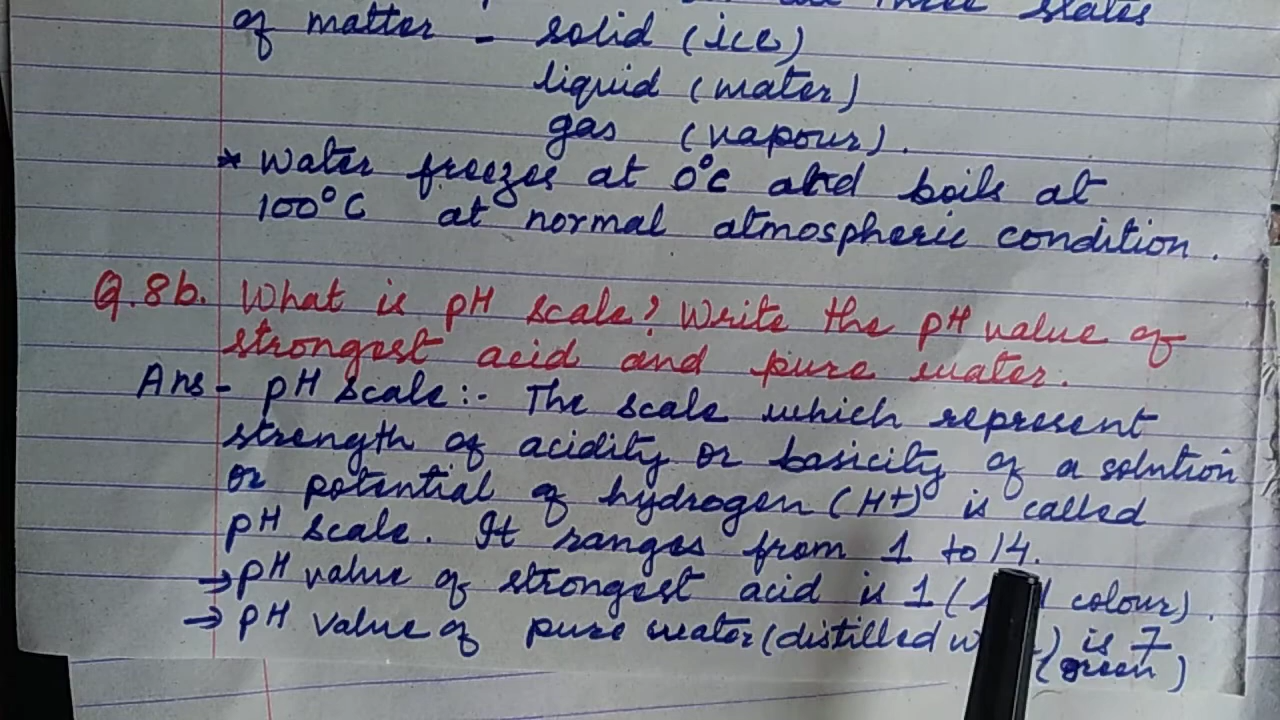 three states
of matter - solid (ice)
liquid (water)
gas (vapour).
* Water freezes at 0°C and boils at
100°C at normal atmospheric condition.
Q.8b. What is pH scale? Write the pH value of
strongest acid and pure water.
Ans- pH scale:- The scale which represent
strength of acidity or basicity of a solution
or potential of hydrogen (H+) is called
pH scale. It ranges from 1 to 14.
→ pH value of strongest acid is 1 ( colour).
→ pH value of pure water (distilled ) is 7
(green)